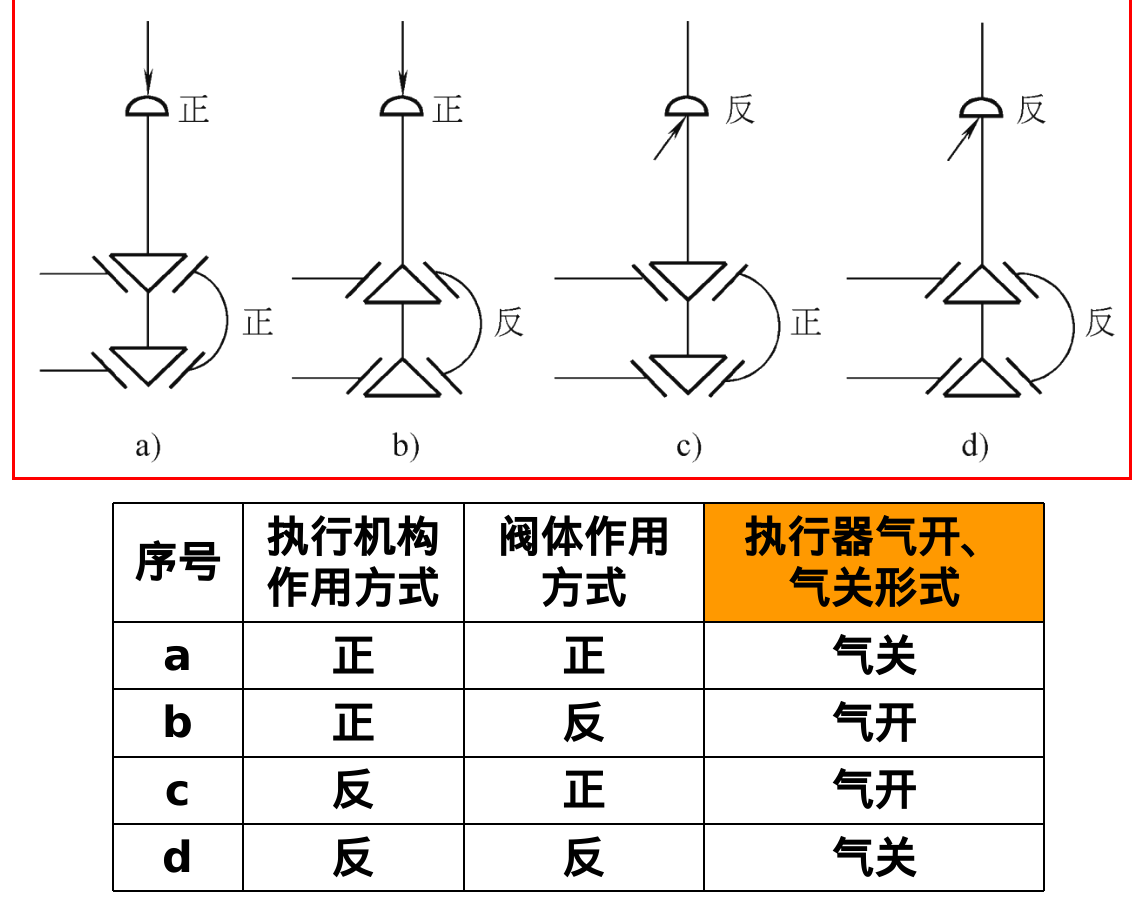 正 正 反 反
正 反 正 反
a) b) c) d)
序号 执行机构作用方式 阀体作用方式 执行器气开、气关形式
a 正 正 气关
b 正 反 气开
c 反 正 气开
d 反 反 气关